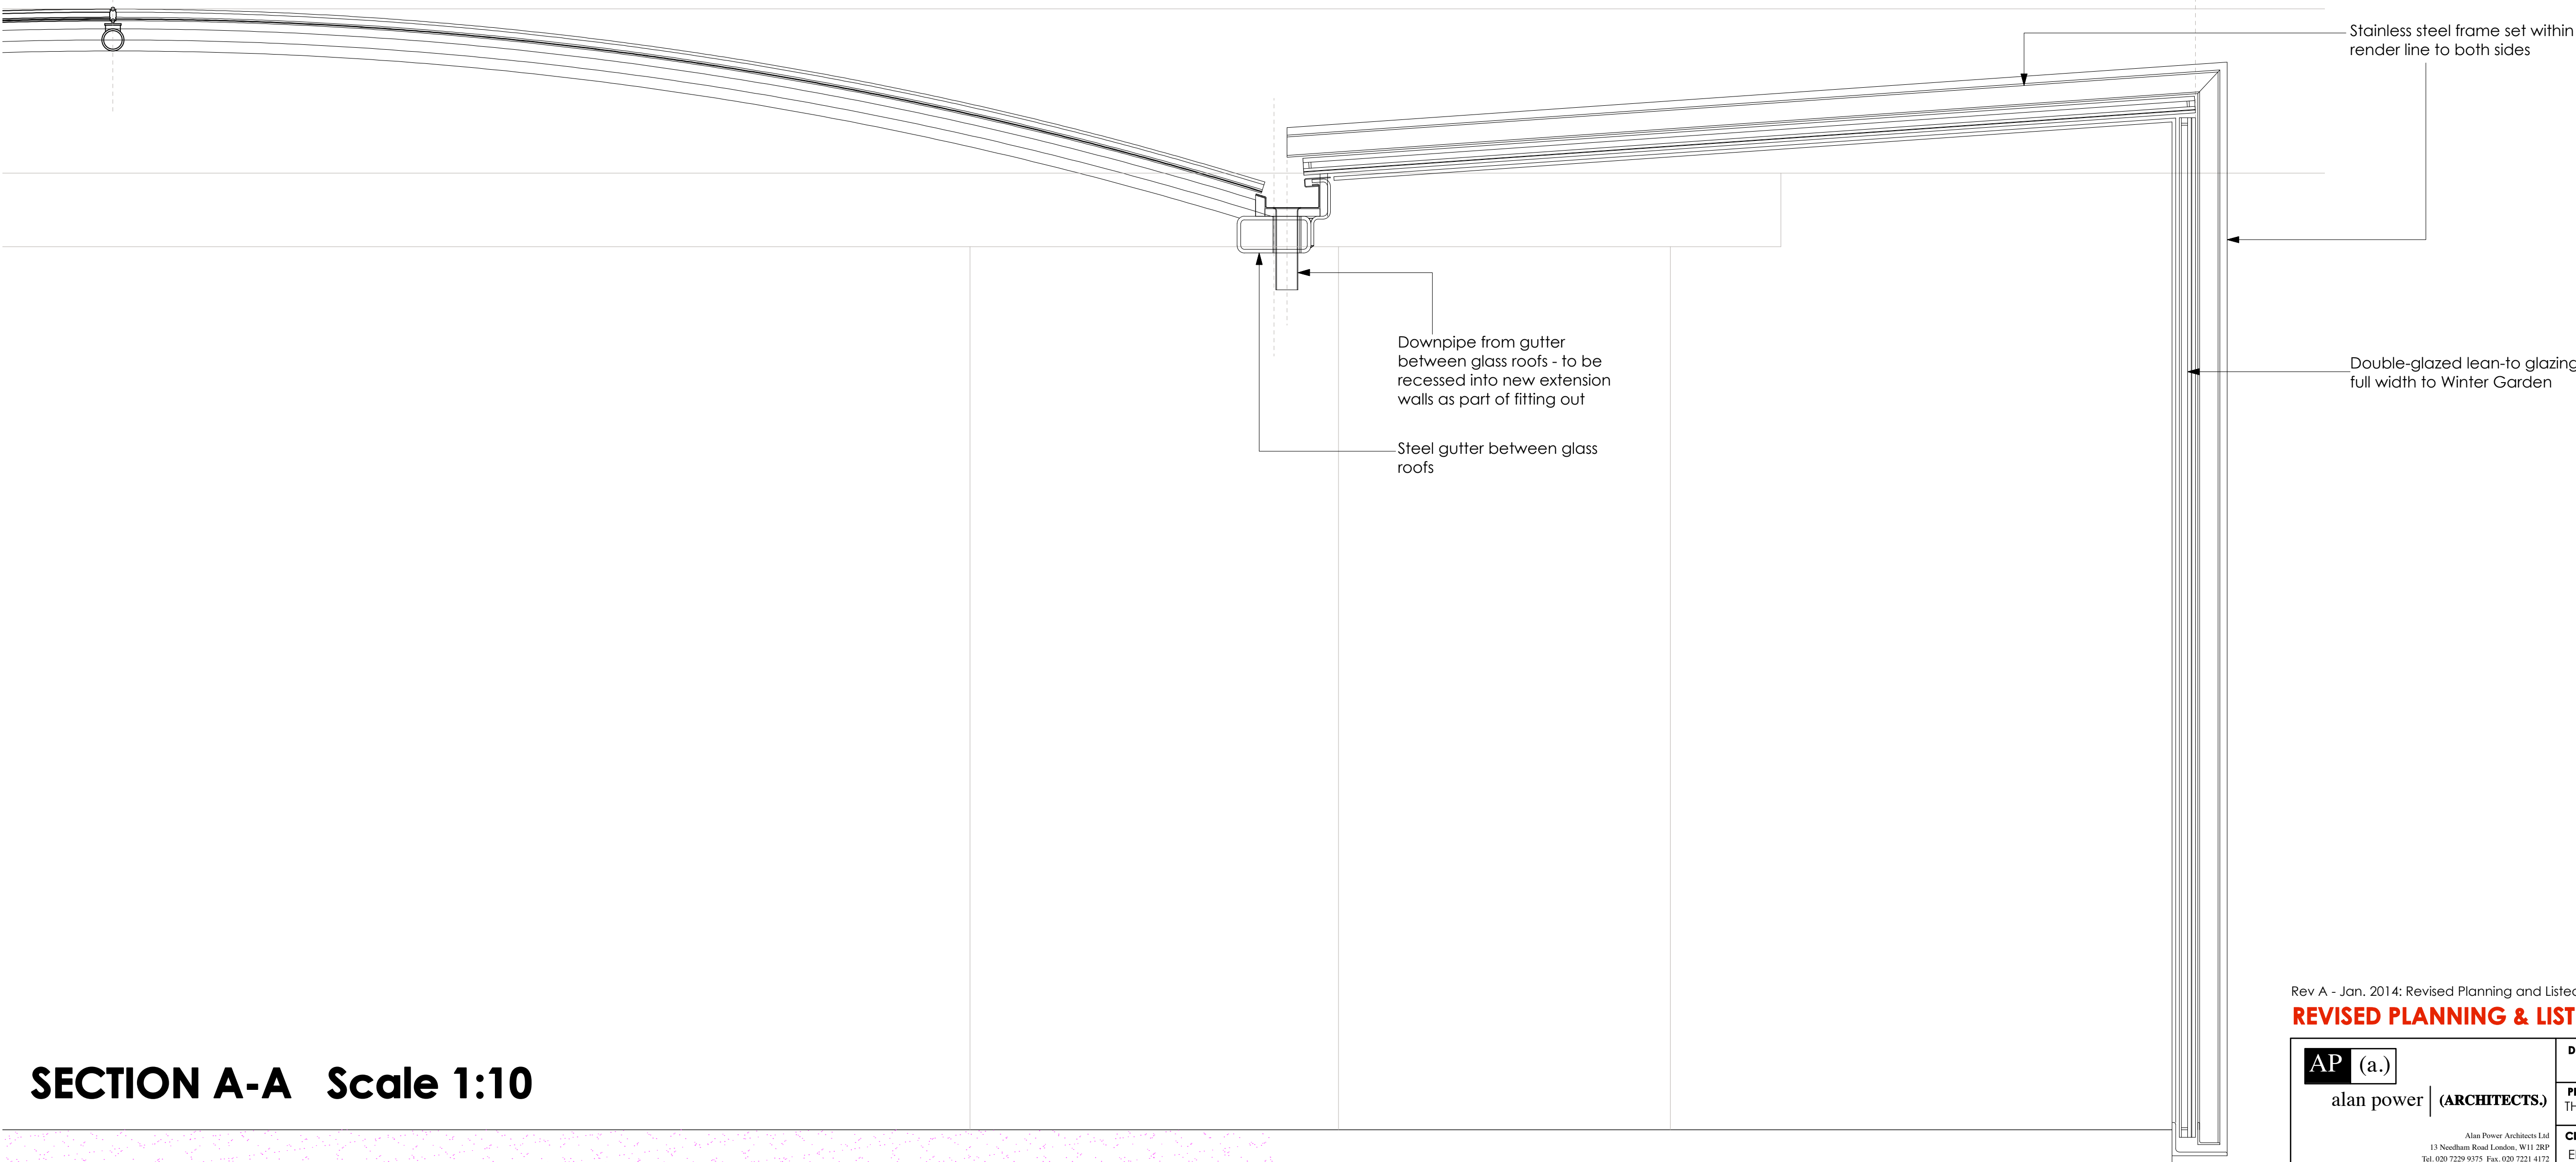 Stainless steel frame set within
render line to both sides
Downpipe from gutter
between glass roofs - to be
recessed into new extension
walls as part of fitting out
Double-glazed lean-to glazing
full width to Winter Garden
Steel gutter between glass
roofs
Rev A - Jan. 2014: Revised Planning and Listed
REVISED PLANNING & LIST
SECTION A-A Scale 1:10
AP (a.)
alan power (ARCHITECTS.)
Alan Power Architects Ltd
13 Needham Road London, W11 2RP
Tel. 020 7229 9375 Fax. 020 7221 4172